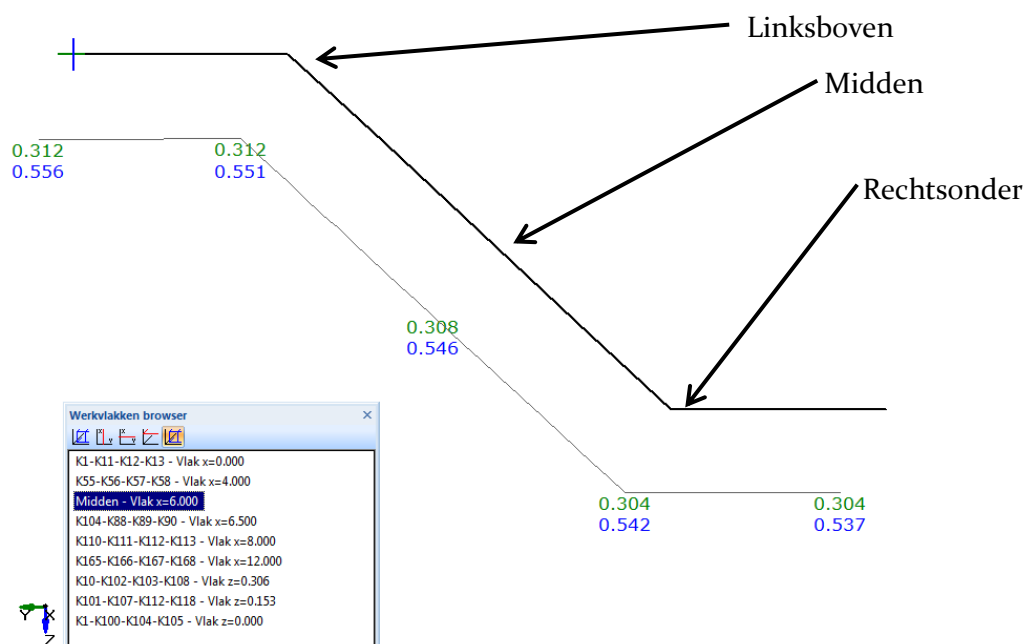 Linksboven
Midden
Rechtsonder
0.312
0.556
0.312
0.551
0.308
0.546
0.304
0.542
0.304
0.537
Werkvlakken browser
K1-K11-K12-K13 - Vlak x=0.000
K55-K56-K57-K58 - Vlak x=4.000
Midden - Vlak x=6.000
K104-K88-K89-K90 - Vlak x=6.500
K110-K111-K112-K113 - Vlak x=8.000
K165-K166-K167-K168 - Vlak x=12.000
K10-K102-K103-K108 - Vlak z=0.306
K101-K107-K112-K118 - Vlak z=0.153
K1-K100-K104-K105 - Vlak z=0.000
Y X
Z